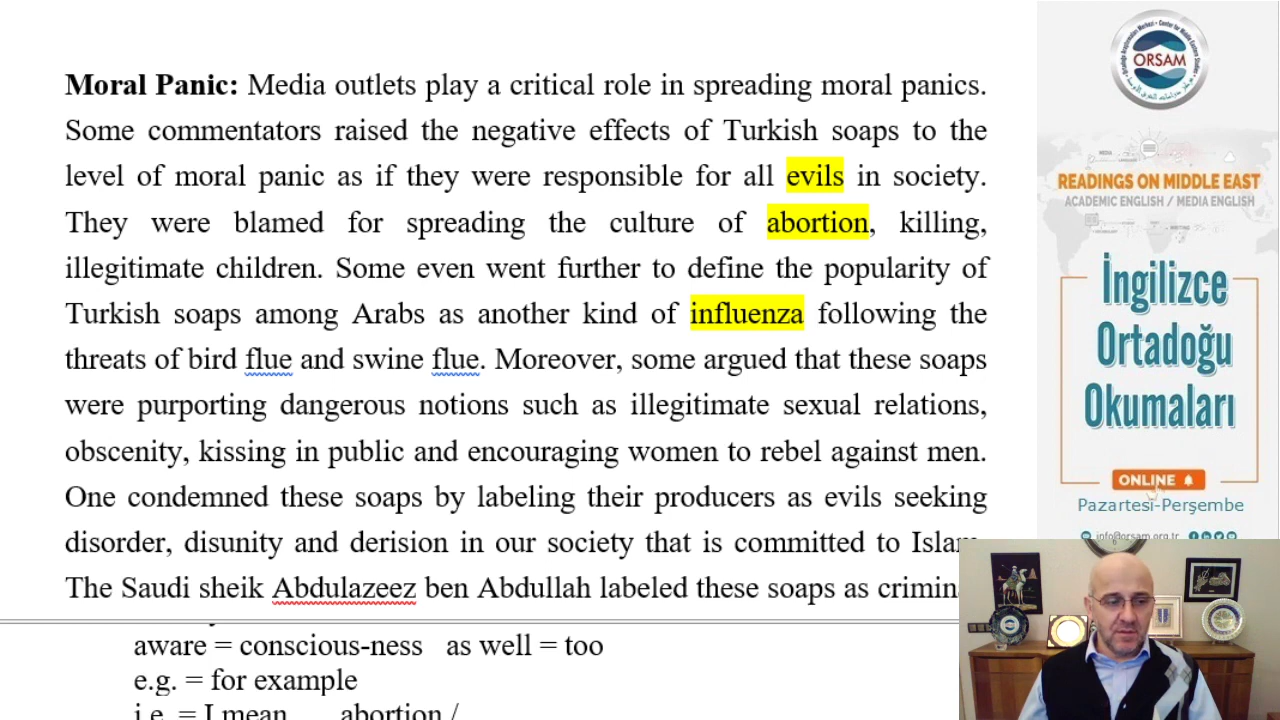 Moral Panic: Media outlets play a critical role in spreading moral panics.
Some commentators raised the negative effects of Turkish soaps to the
level of moral panic as if they were responsible for all evils in society.
They were blamed for spreading the culture of abortion, killing,
illegitimate children. Some even went further to define the popularity of
Turkish soaps among Arabs as another kind of influenza following the
threats of bird flue and swine flue. Moreover, some argued that these soaps
were purporting dangerous notions such as illegitimate sexual relations,
obscenity, kissing in public and encouraging women to rebel against men.
One condemned these soaps by labeling their producers as evils seeking
disorder, disunity and derision in our society that is committed to Islam.
The Saudi sheik Abdulazeez ben Abdullah labeled these soaps as
aware = conscious-ness as well = too
e.g. = for example
i.e. = I mean abortion /
ORSAM
READINGS ON MIDDLE EAST
ACADEMIC ENGLISH / MEDIA ENGLISH
İngilizce
Ortadoğu
Okumaları
ONLINE
Pazartesi-Perşembe
info@orsam.org.tr